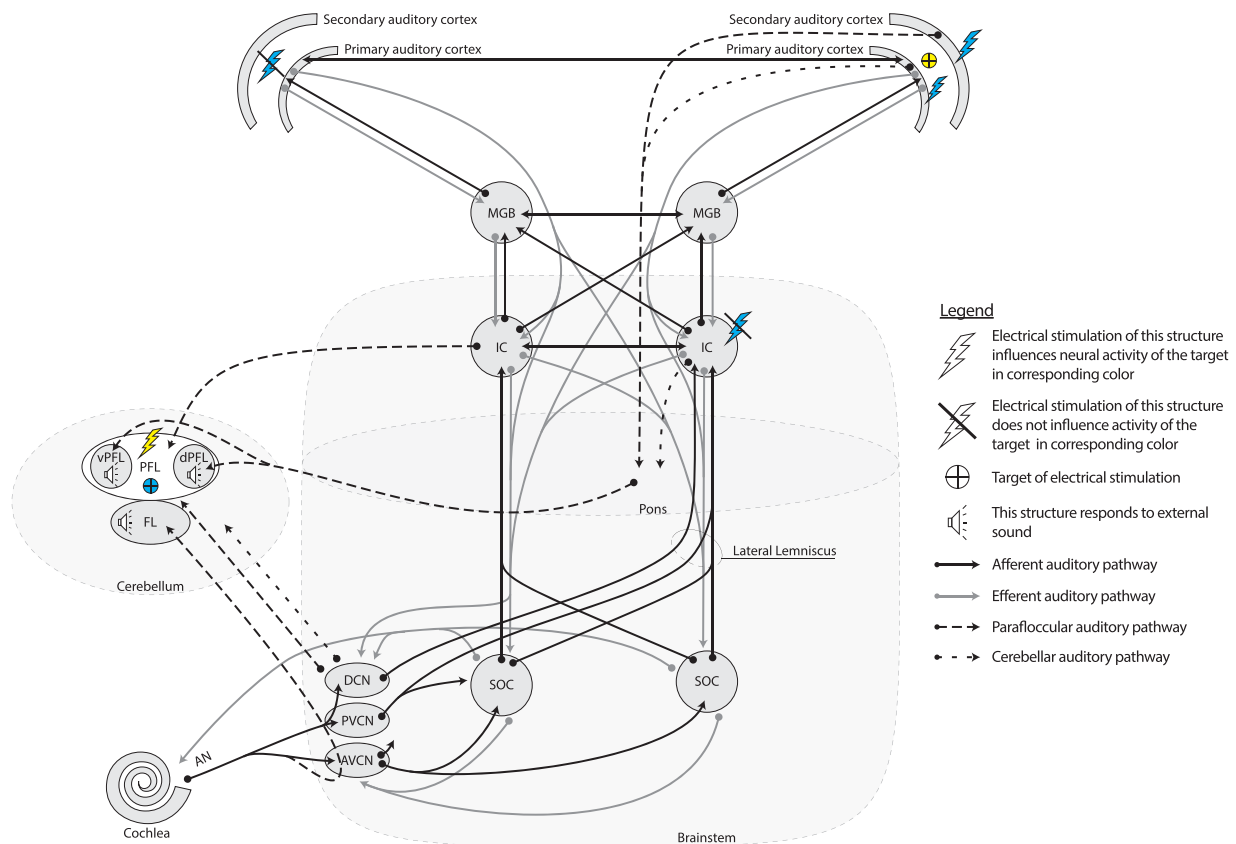 Secondary auditory cortex
Secondary auditory cortex
Primary auditory cortex
Primary auditory cortex
MGB
MGB
IC
IC
Legend
Electrical stimulation of this structure
influences neural activity of the target
in corresponding color
Electrical stimulation of this structure
does not influence activity of the
target in corresponding color
Target of electrical stimulation
This structure responds to external
sound
Afferent auditory pathway
Efferent auditory pathway
Parafloccular auditory pathway
Cerebellar auditory pathway
vPFL
PFL
dPFL
FL
Cerebellum
Pons
Lateral Lemniscus
DCN
SOC
SOC
PVCN
AVCN
AN
Cochlea
Brainstem